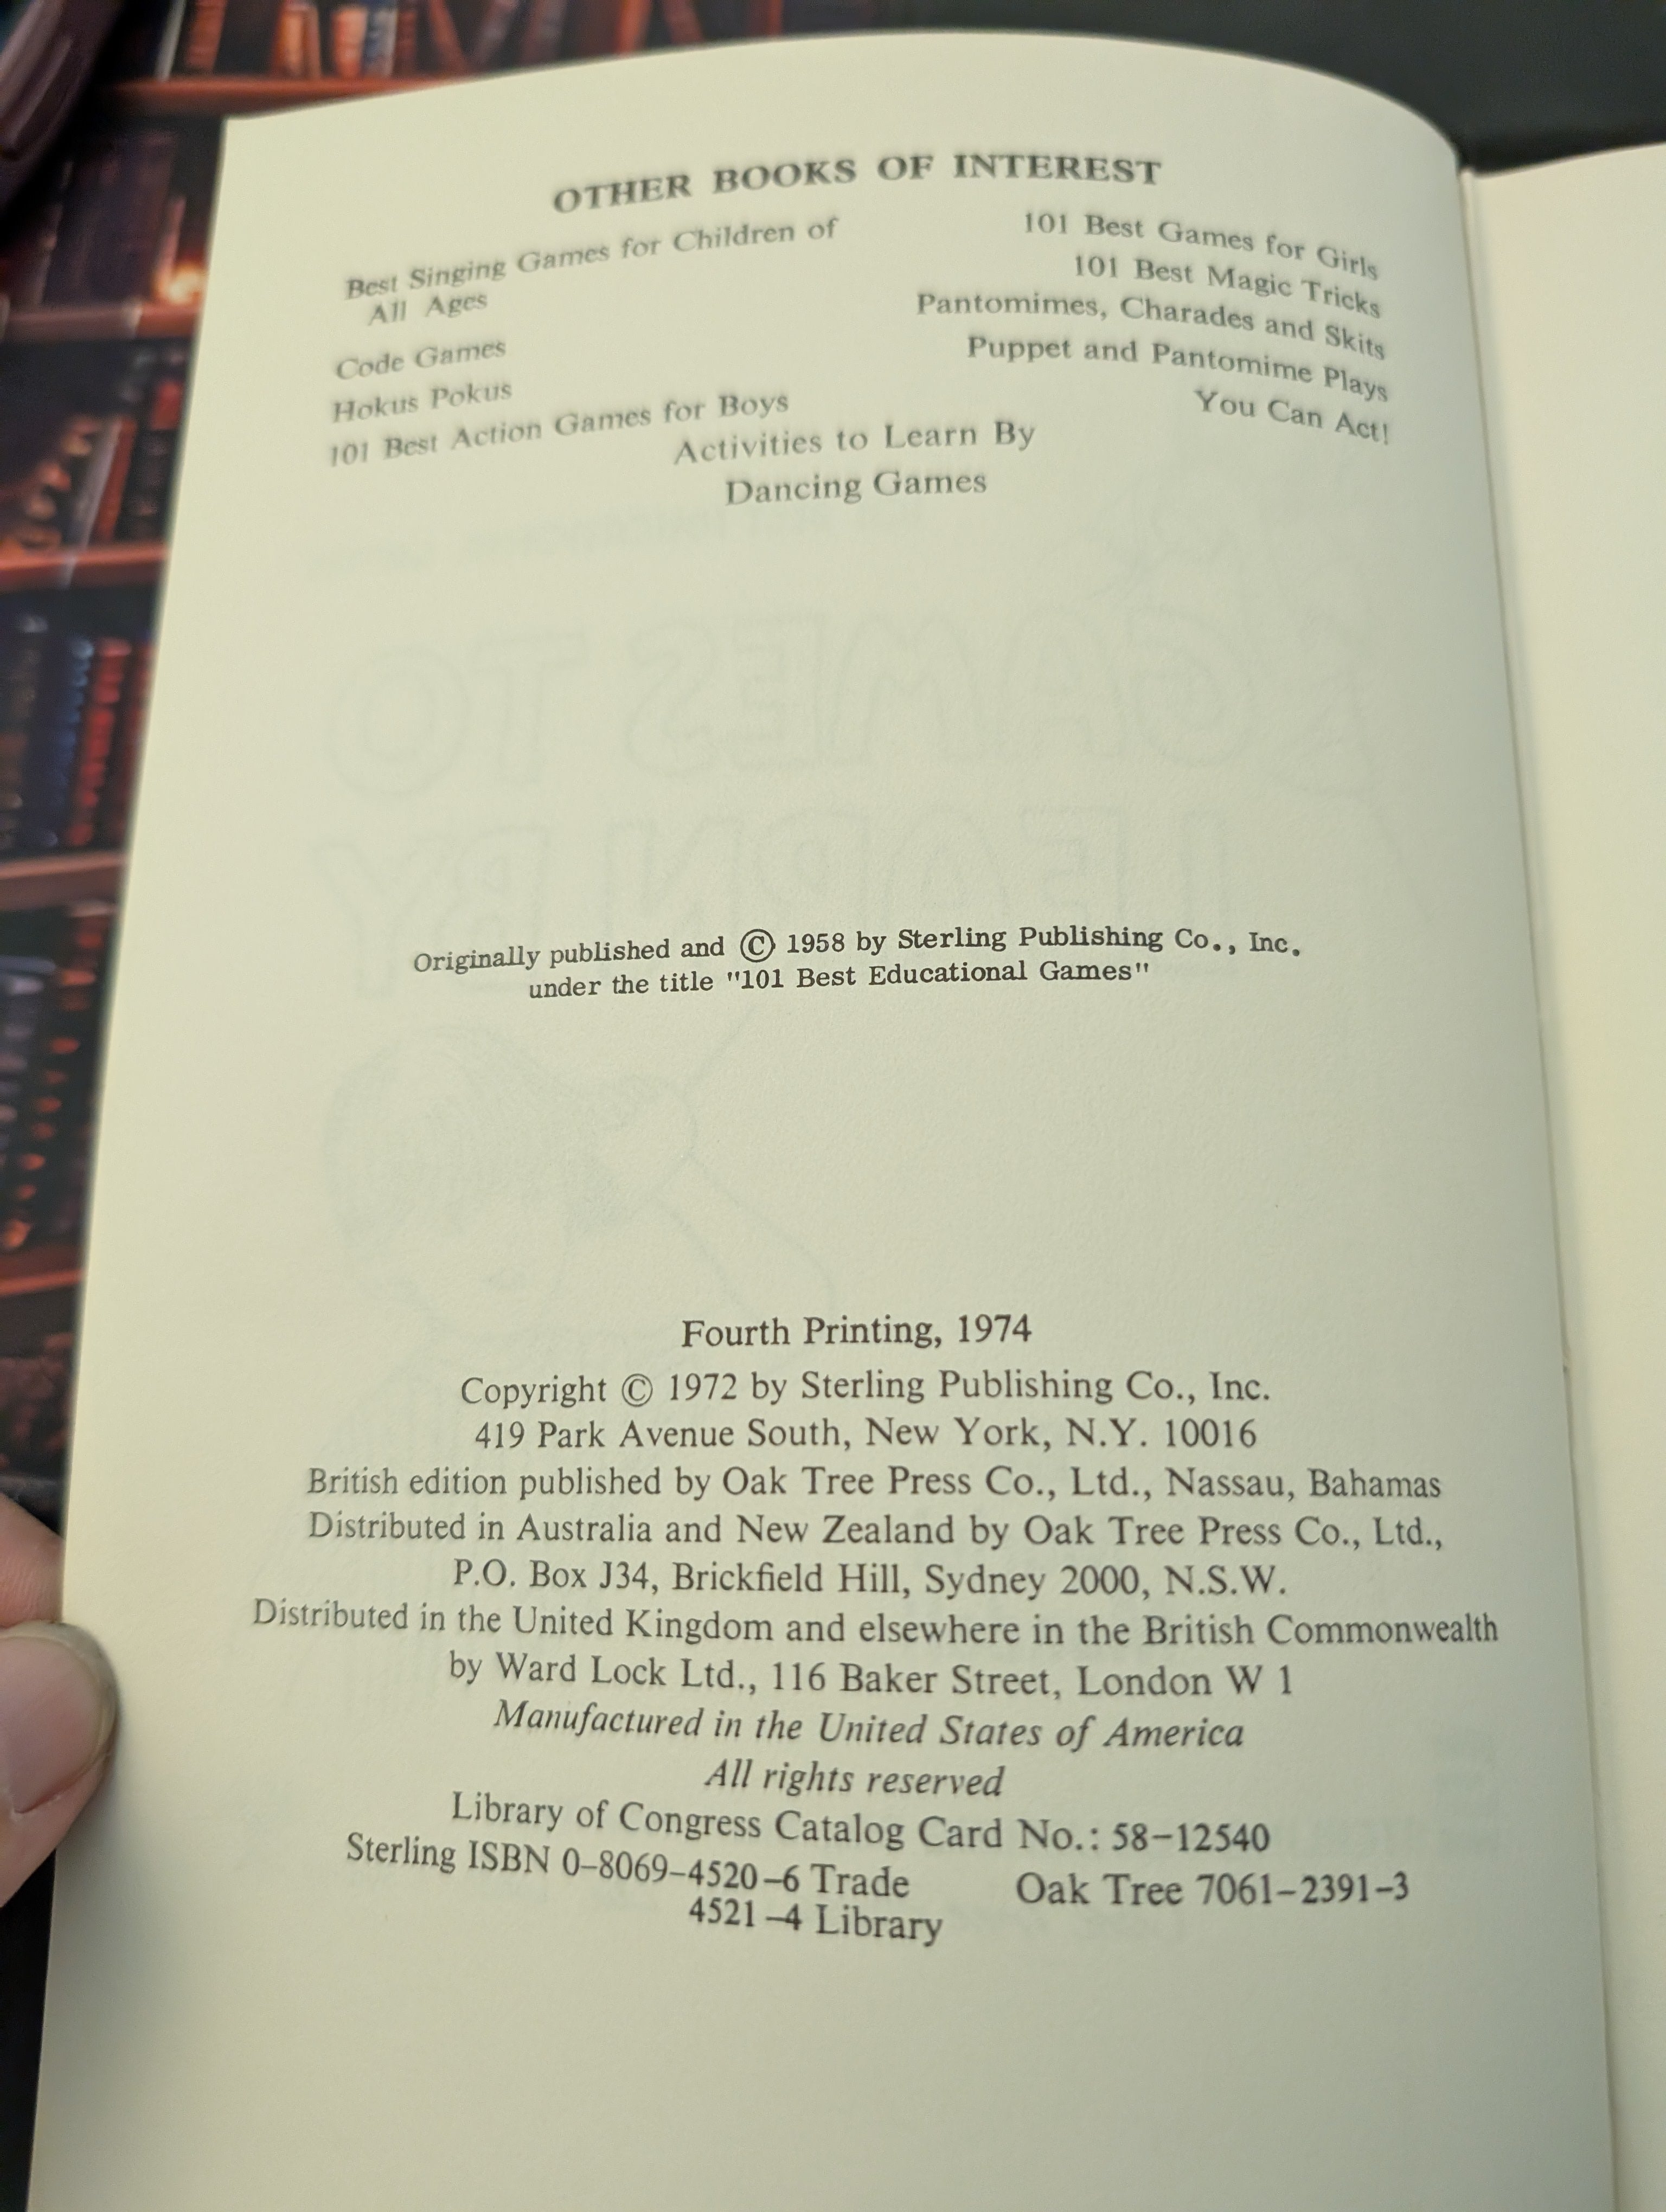 OTHER BOOKS OF INTEREST
Best Singing Games for Children of
All Ages
Code Games
Hokus Pokus
101 Best Action Games for Boys
101 Best Games for Girls
101 Best Magic Tricks
Pantomimes, Charades and Skits
Puppet and Pantomime Plays
You Can Act!
Activities to Learn By
Dancing Games
Originally published and © 1958 by Sterling Publishing Co., Inc.
under the title "101 Best Educational Games"
Fourth Printing, 1974
Copyright © 1972 by Sterling Publishing Co., Inc.
419 Park Avenue South, New York, N.Y. 10016
British edition published by Oak Tree Press Co., Ltd., Nassau, Bahamas
Distributed in Australia and New Zealand by Oak Tree Press Co., Ltd.,
P.O. Box J34, Brickfield Hill, Sydney 2000, N.S.W.
Distributed in the United Kingdom and elsewhere in the British Commonwealth
by Ward Lock Ltd., 116 Baker Street, London W 1
Manufactured in the United States of America
All rights reserved
Library of Congress Catalog Card No.: 58-12540
Sterling ISBN 0-8069-4520-6 Trade Oak Tree 7061-2391-3
4521-4 Library